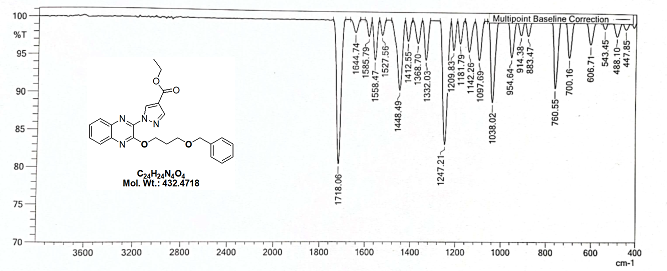 Multipoint Baseline Correction
100
%T
95
90
85
80
75
70
O
O
N
N
N
N
O
O
C24H24N4O4
Mol. Wt.: 432.4718
1718.06
1644.74
1585.79
1558.47
1527.56
1448.49
1412.55
1368.70
1332.03
1247.21
1209.83
1181.79
1142.26
1097.69
1038.02
954.64
914.38
883.47
760.55
700.16
606.71
543.45
488.10
447.85
3600 3200 2800 2400 2000 1800 1600 1400 1200 1000 800 600 400
cm-1